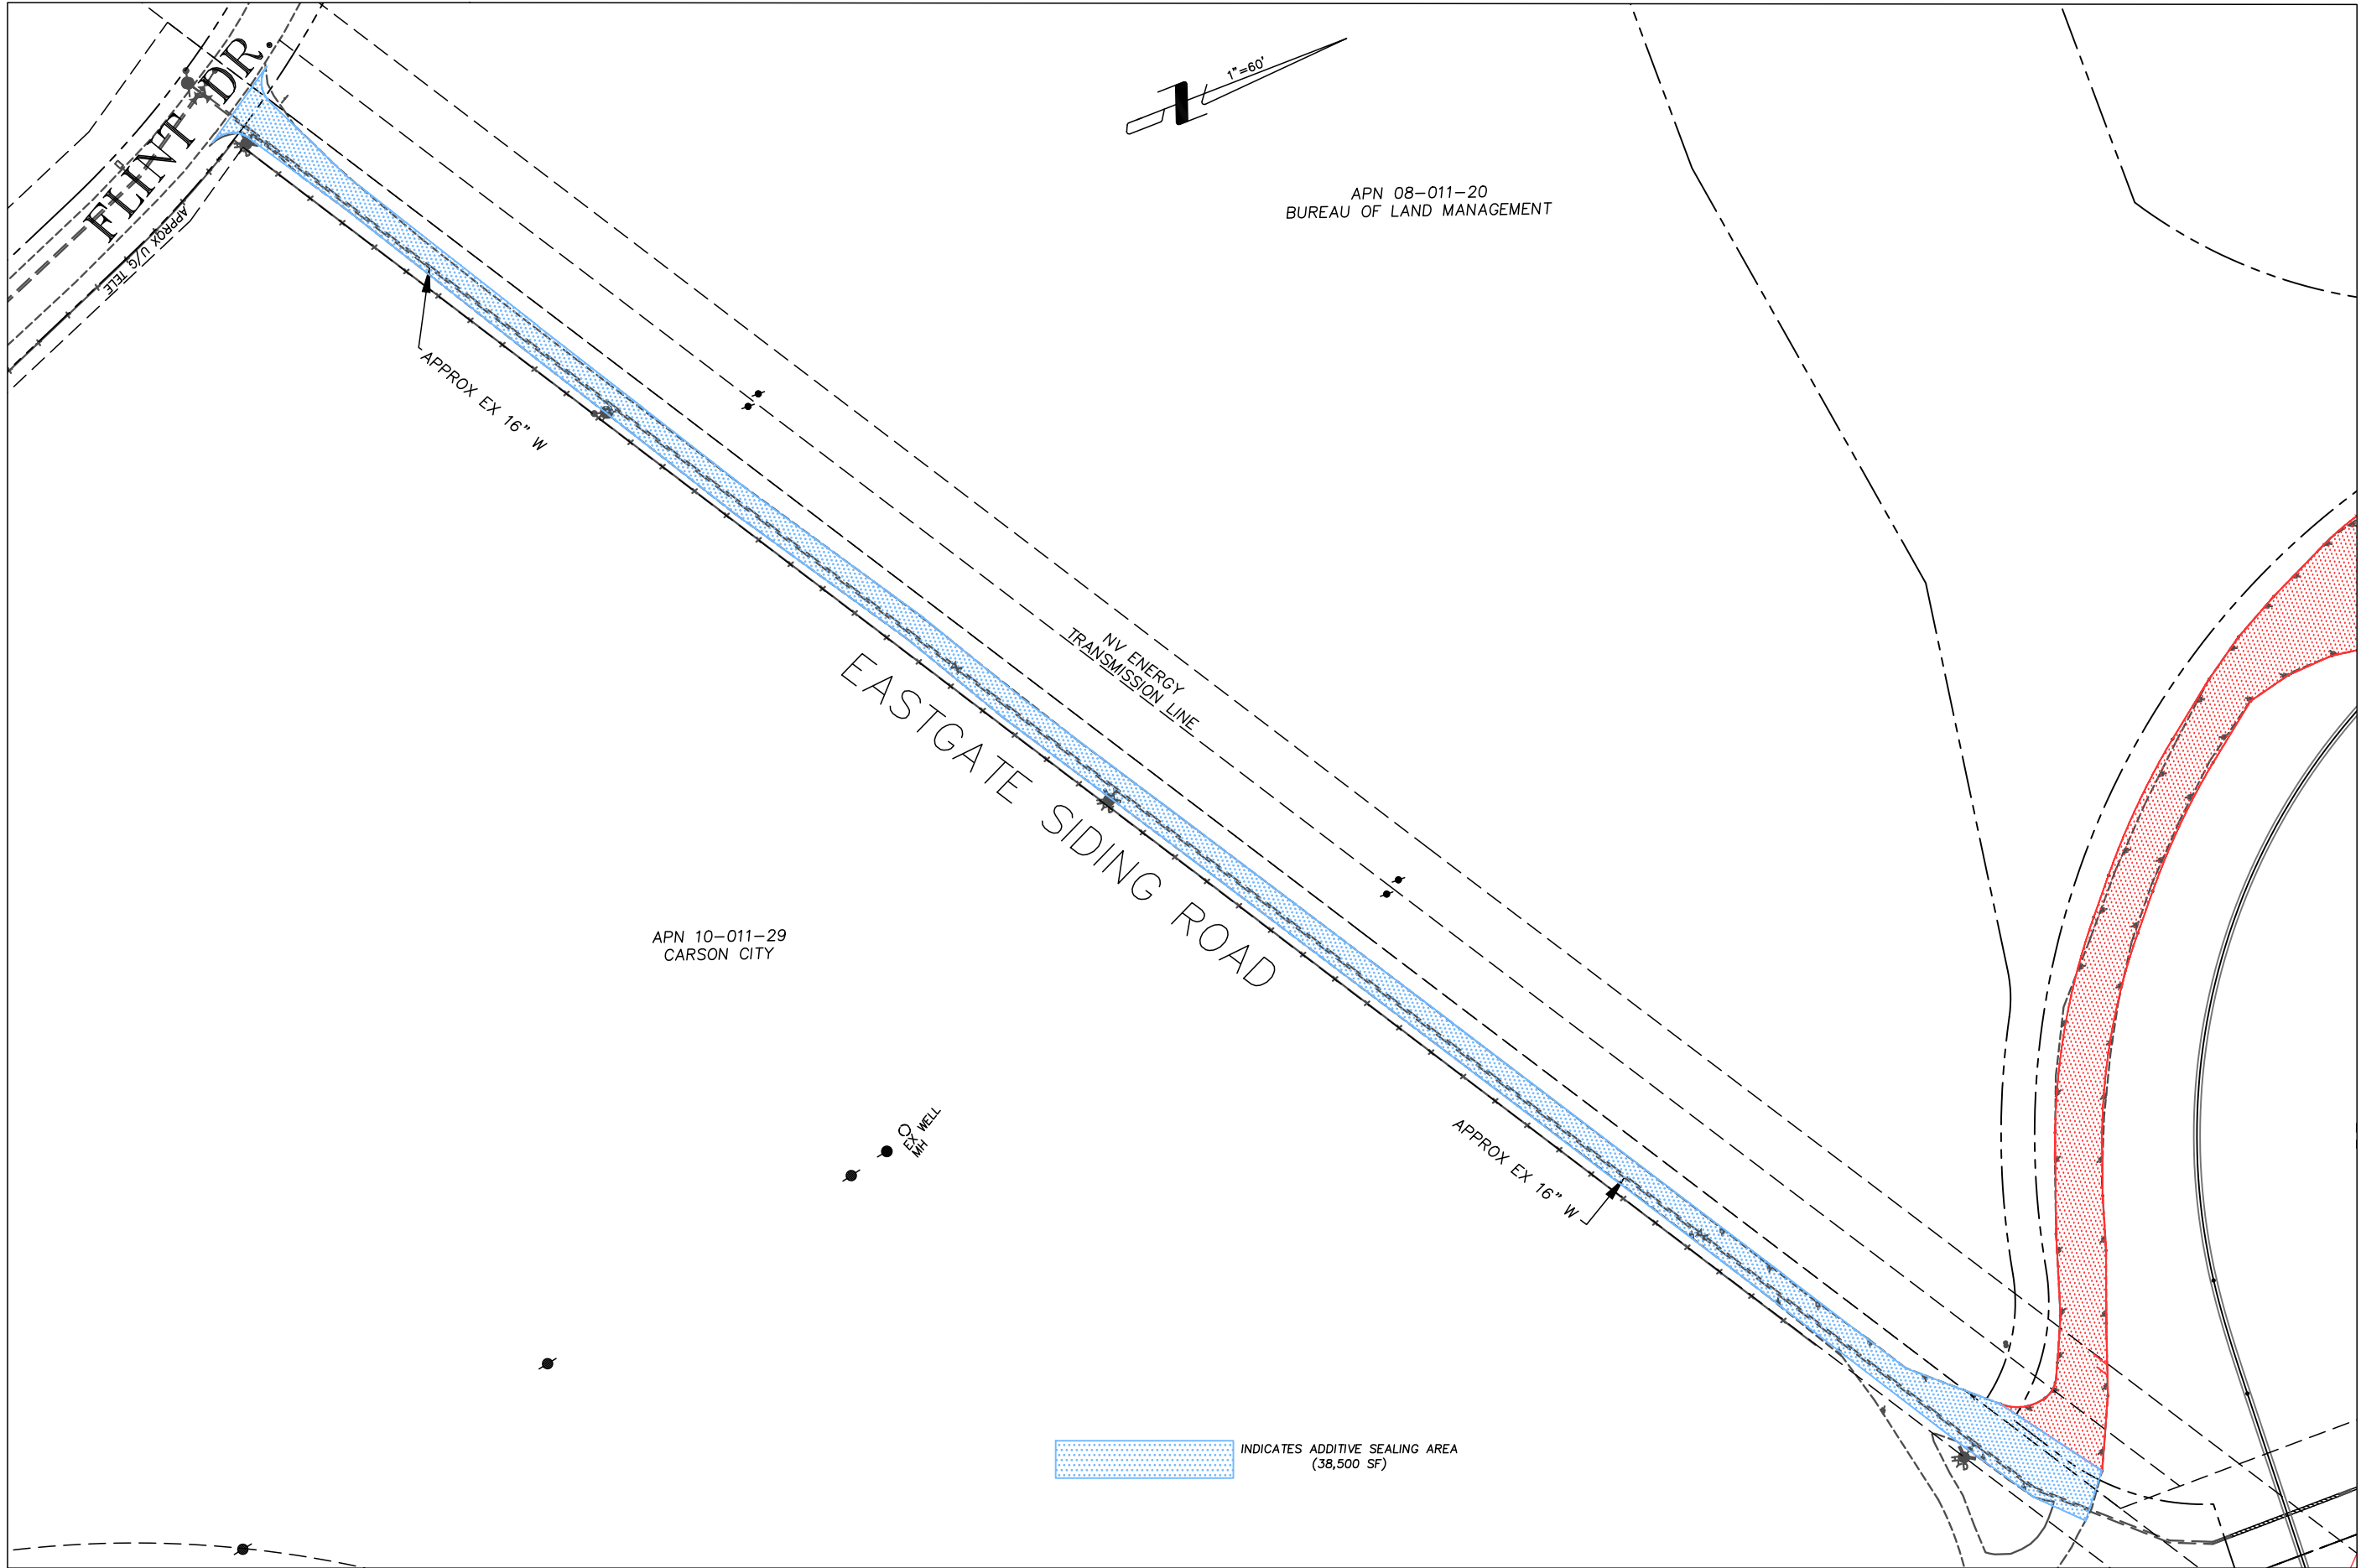 FLINT DR.
1"=60'
APN 08-011-20
BUREAU OF LAND MANAGEMENT
APPROX U/G TELE
APPROX EX 16" W
NV ENERGY
TRANSMISSION LINE
EASTGATE SIDING ROAD
APN 10-011-29
CARSON CITY
EX WELL
MH
APPROX EX 16" W
INDICATES ADDITIVE SEALING AREA
(38,500 SF)